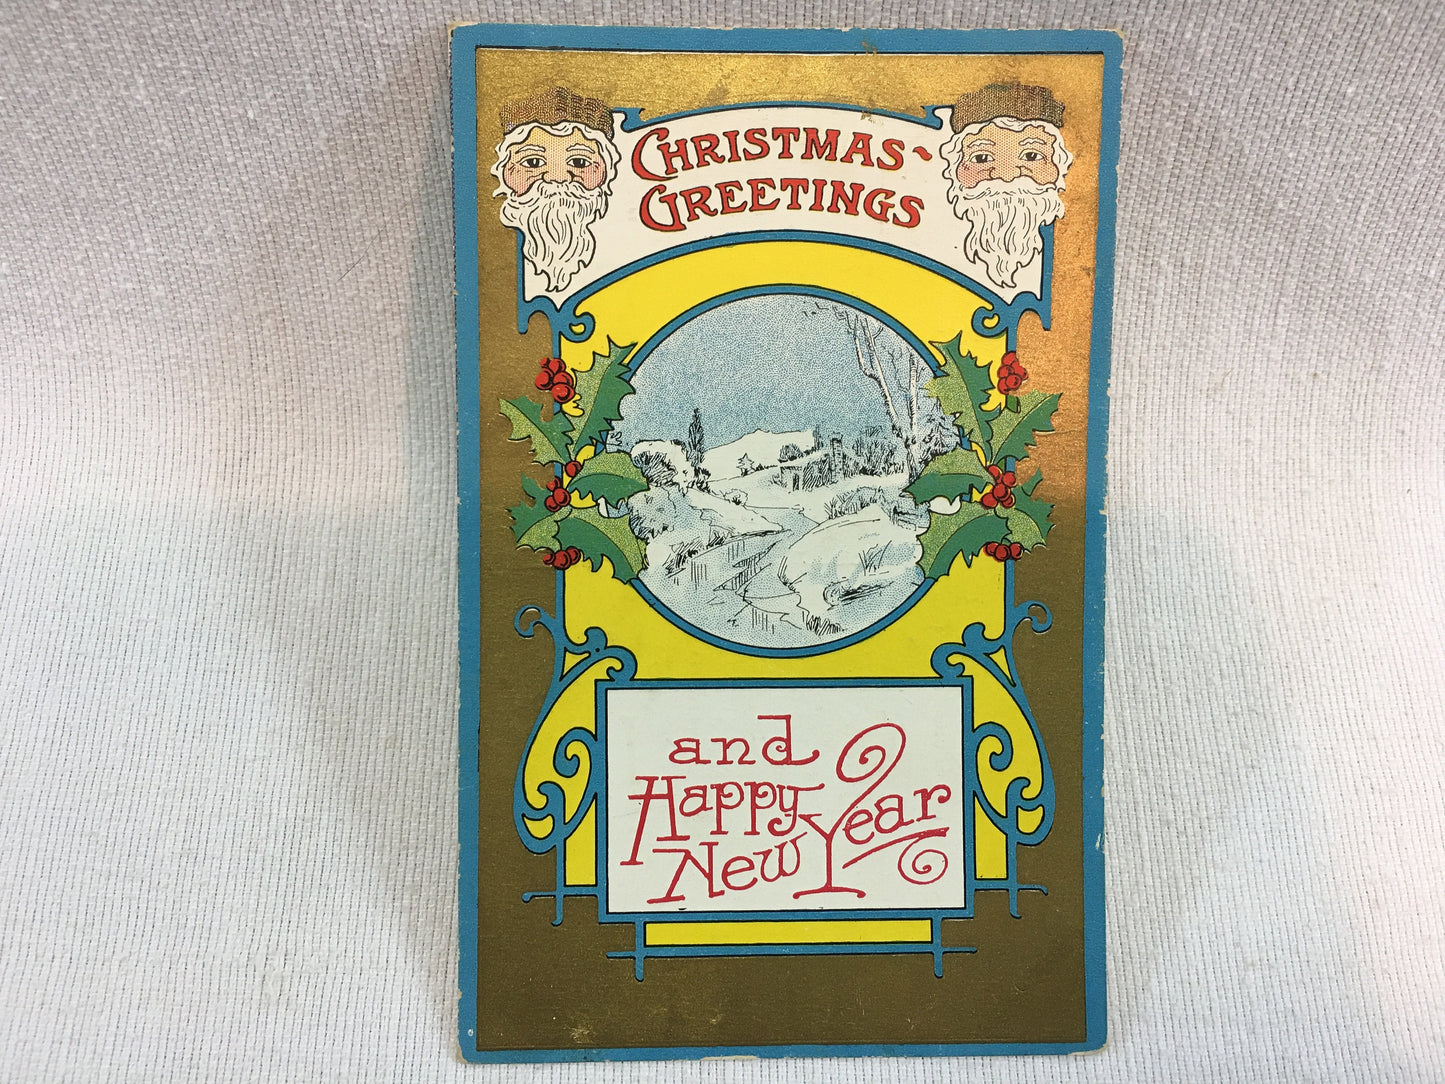 CHRISTMAS~
GREETINGS
and
Happy
New Year